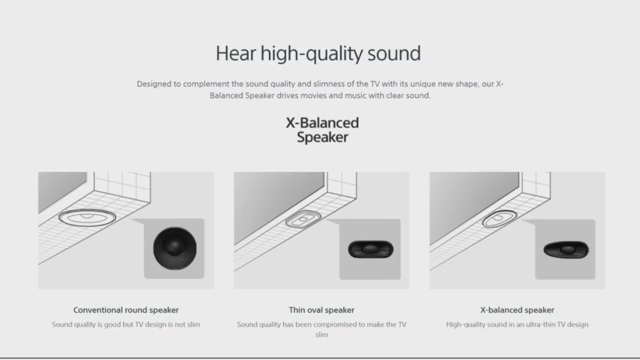 Hear high-quality sound
Designed to complement the sound quality and slimness of the TV with its unique new shape, our X-
Balanced Speaker drives movies and music with clear sound.
X-Balanced
Speaker
Conventional round speaker
Thin oval speaker
X-balanced speaker
Sound quality is good but TV design is not slim
Sound quality has been compromised to make the TV
slim
High-quality sound in an ultra-thin TV design